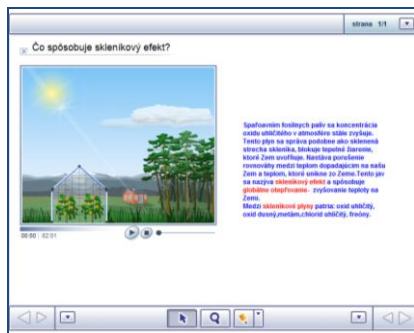 strana 1/1
Čo spôsobuje skleníkový efekt?
Spaľovaním fosílnych palív sa koncentrácia
oxidu uhličitého v atmosfére stále zvyšuje.
Tento plyn sa správa podobne ako sklenená
strecha skleníka, blokuje tepelné žiarenie,
ktoré Zem uvoľňuje. Nastáva porušenie
rovnováhy medzi teplom dopadajúcim na našu
Zem a teplom, ktoré unikne zo Zeme.Tento jav
sa nazýva skleníkový efekt a spôsobuje
globálne otepľovanie- zvyšovanie teploty na
Zemi.
Medzi skleníkové plyny patria: oxid uhličitý,
oxid dusný,metám,chlorid uhličitý, freóny.
00:00 / 02:01